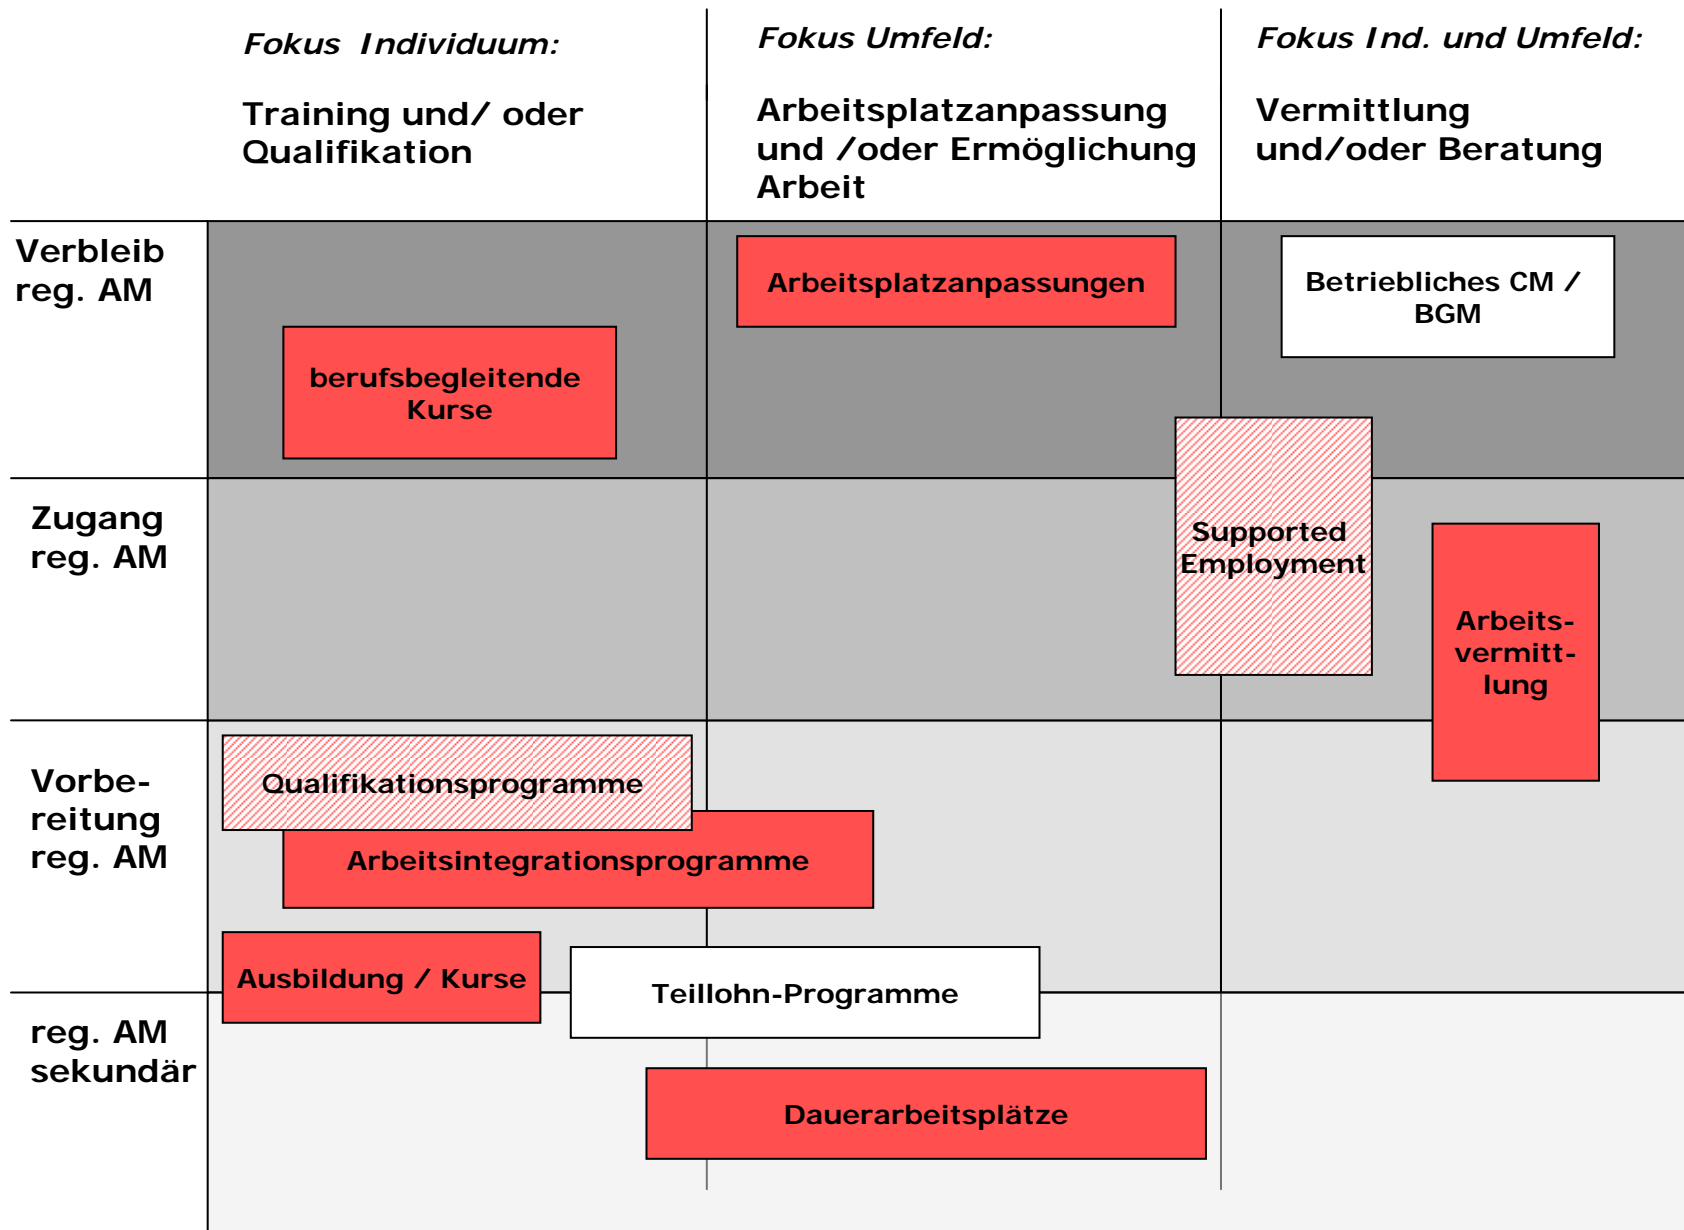 Fokus Individuum:
Training und/ oder
Qualifikation
Fokus Umfeld:
Arbeitsplatzanpassung
und /oder Ermöglichung
Arbeit
Fokus Ind. und Umfeld:
Vermittlung
und/oder Beratung
Verbleib
reg. AM
Arbeitsplatzanpassungen
Betriebliches CM /
BGM
berufsbegleitende
Kurse
Zugang
reg. AM
Supported
Employment
Arbeits-
vermitt-
lung
Vorbe-
reitung
reg. AM
Qualifikationsprogramme
Arbeitsintegrationsprogramme
Ausbildung / Kurse
Teillohn-Programme
reg. AM
sekundär
Dauerarbeitsplätze